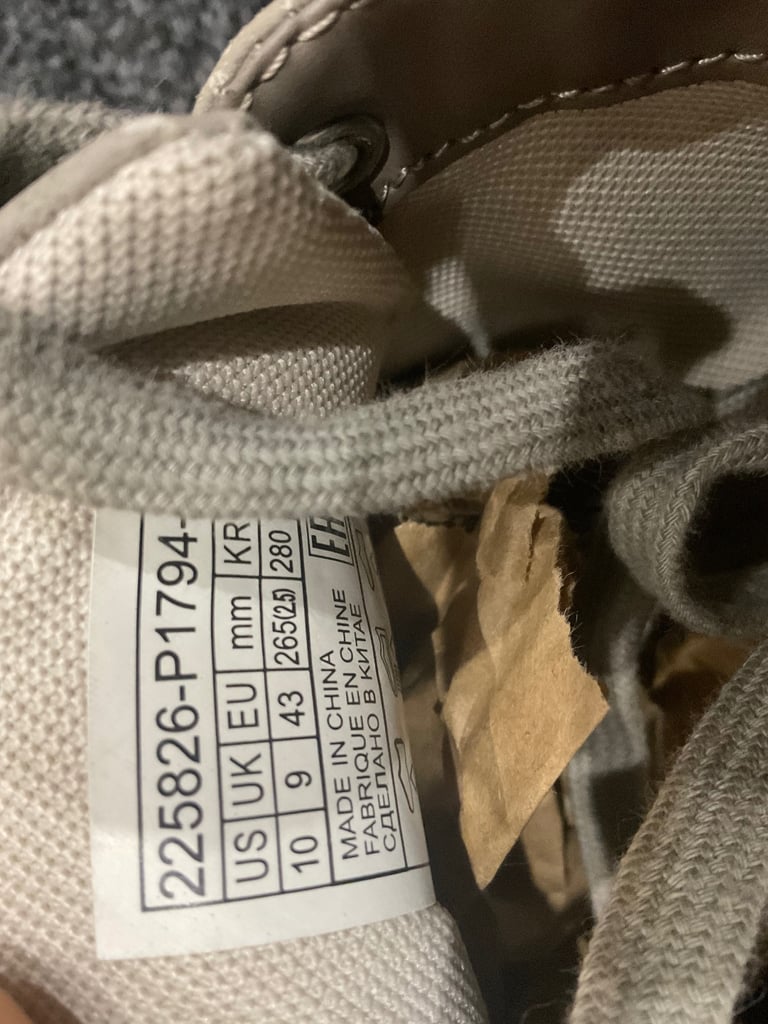 225826-P1794-
US UK EU mm KR
10 9 43 265(2.5) 280
MADE IN CHINA
FABRIQUE EN CHINE
СДЕЛАНО В КИТАЕ